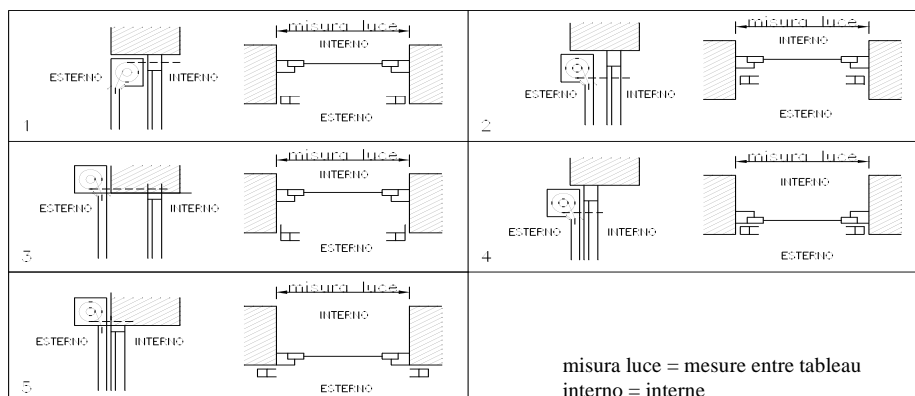 misura luce
INTERNO
ESTERNO INTERNO
ESTERNO
1
misura luce
INTERNO
ESTERNO INTERNO
ESTERNO
2
misura luce
INTERNO
ESTERNO INTERNO
ESTERNO
3
misura luce
INTERNO
ESTERNO INTERNO
ESTERNO
4
misura luce
INTERNO
ESTERNO INTERNO
ESTERNO
5
misura luce = mesure entre tableau
interno = interne